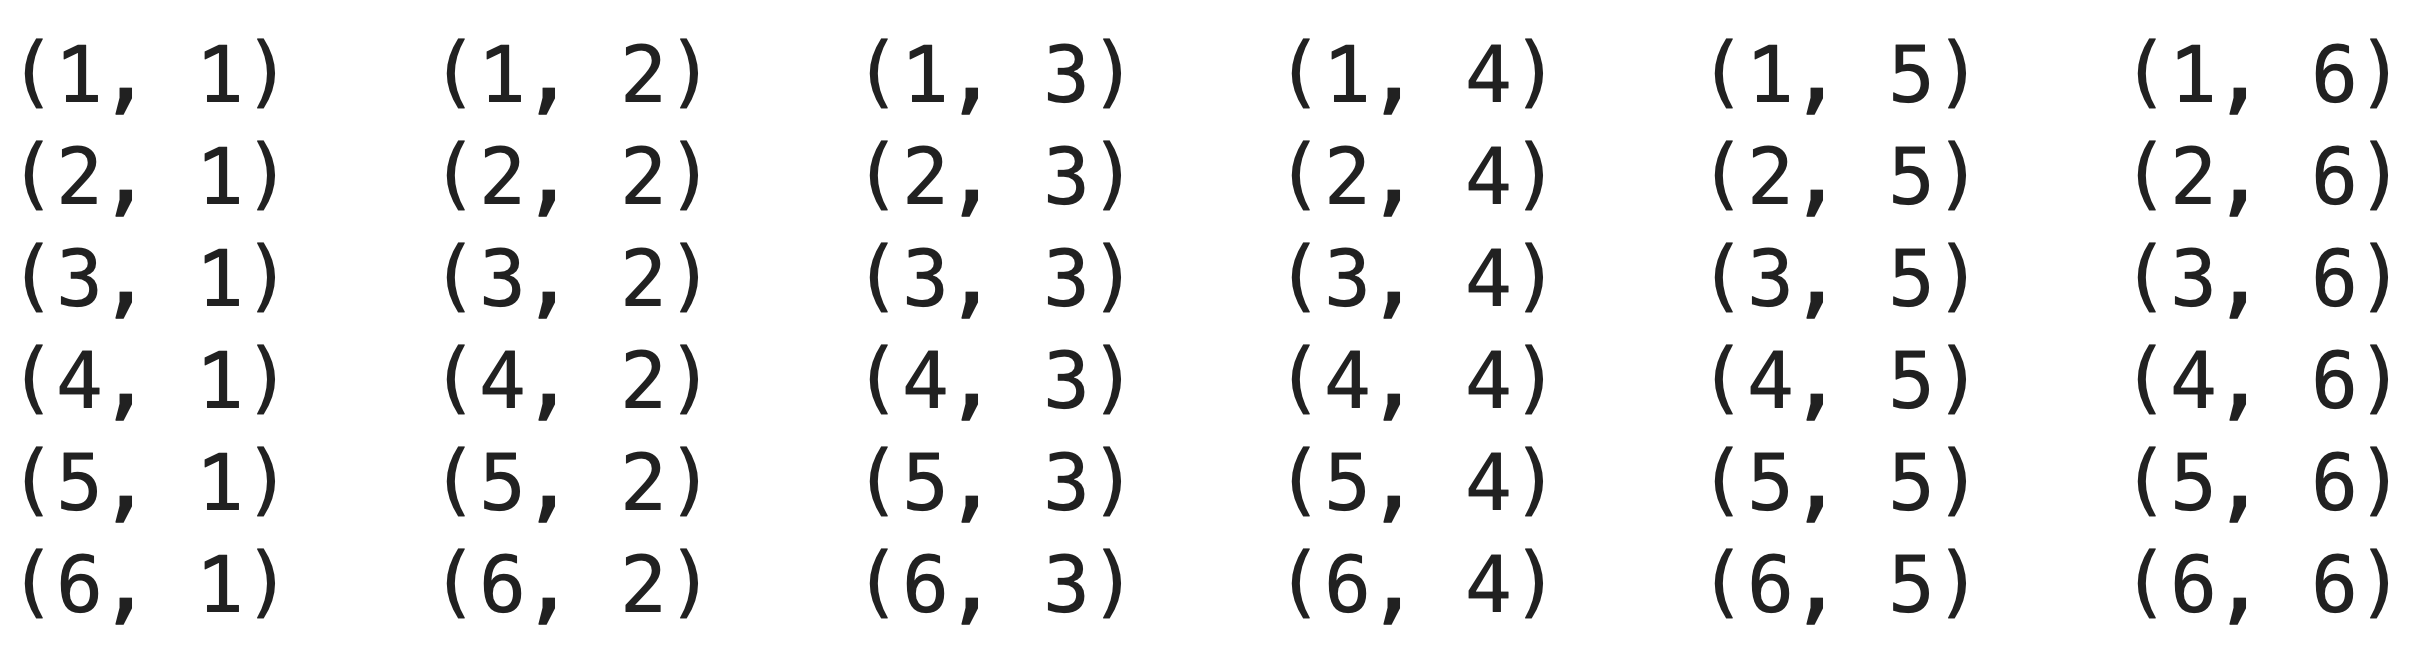 (1, 1)  (1, 2)  (1, 3)  (1, 4)  (1, 5)  (1, 6)
(2, 1)  (2, 2)  (2, 3)  (2, 4)  (2, 5)  (2, 6)
(3, 1)  (3, 2)  (3, 3)  (3, 4)  (3, 5)  (3, 6)
(4, 1)  (4, 2)  (4, 3)  (4, 4)  (4, 5)  (4, 6)
(5, 1)  (5, 2)  (5, 3)  (5, 4)  (5, 5)  (5, 6)
(6, 1)  (6, 2)  (6, 3)  (6, 4)  (6, 5)  (6, 6)